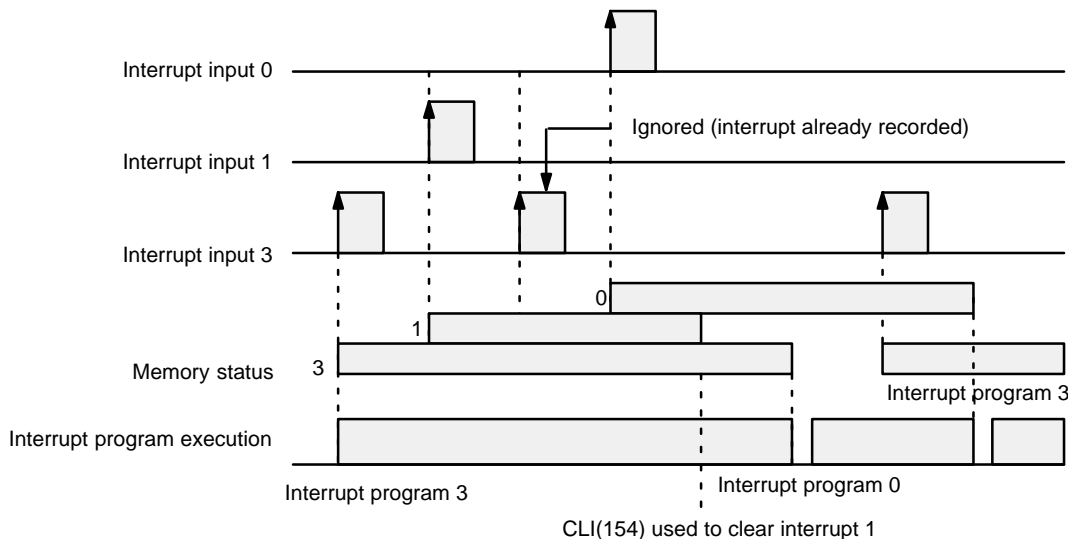 Interrupt input 0
Ignored (interrupt already recorded)
Interrupt input 1
Interrupt input 3
0
1
3
Memory status
Interrupt program 3
Interrupt program execution
Interrupt program 3
Interrupt program 0
CLI(154) used to clear interrupt 1